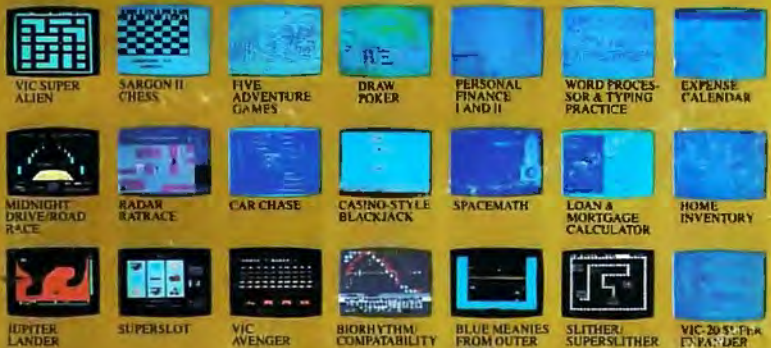 VIC SUPER
ALIEN
SARGON II
CHESS
FIVE
ADVENTURE
GAMES
DRAW
POKER
PERSONAL
FINANCE
I AND II
WORD PROCES-
SOR & TYPING
PRACTICE
EXPENSE
CALENDAR
MIDNIGHT
DRIVE/ROAD
RACE
RADAR
RATRACE
CAR CHASE
CASINO-STYLE
BLACKJACK
SPACEMATH
LOAN &
MORTGAGE
CALCULATOR
HOME
INVENTORY
JUPITER
LANDER
SUPERSLOT
VIC
AVENGER
BIORHYTHM/
COMPATABILITY
BLUE MEANIES
FROM OUTER
SLITHER/
SUPERSLITHER
VIC-20 SUPER
EXPANDER